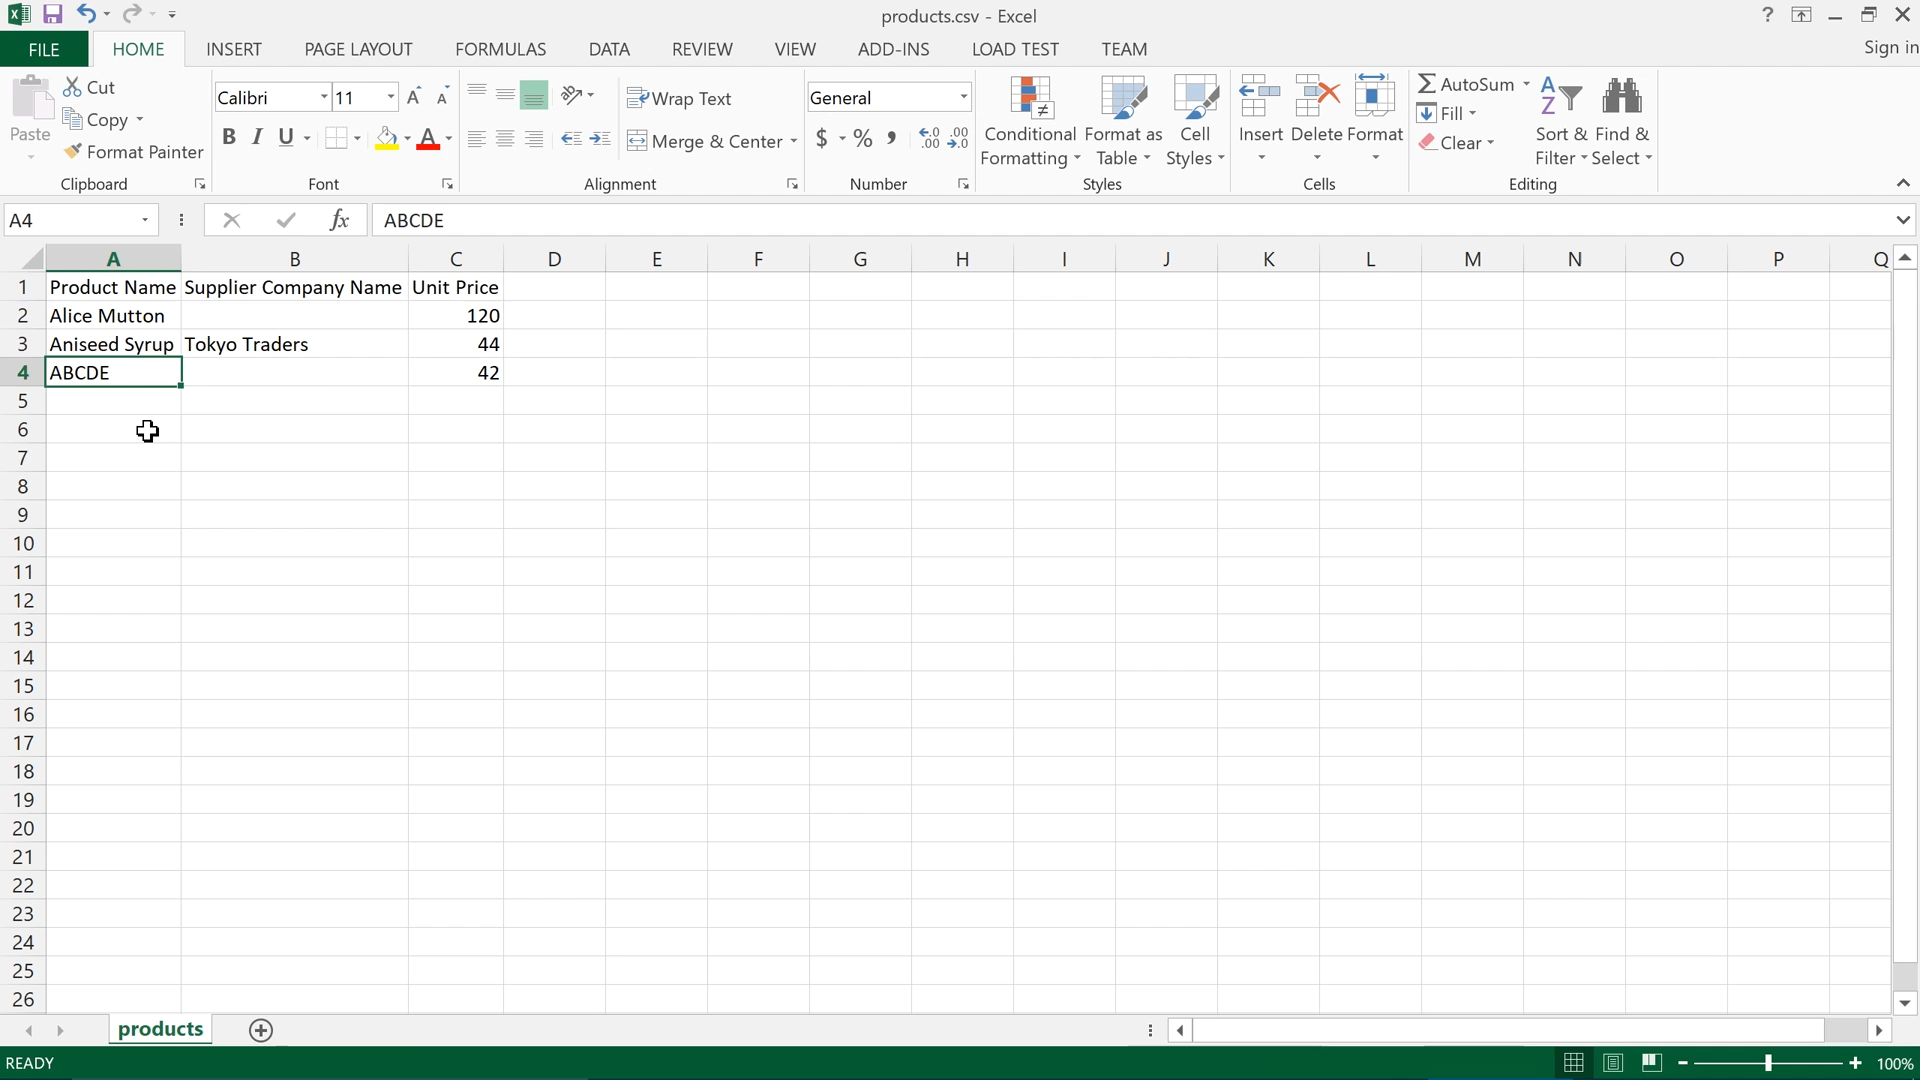 products.csv - Excel
?
FILE HOME INSERT PAGE LAYOUT FORMULAS DATA REVIEW VIEW ADD-INS LOAD TEST TEAM Sign in
Paste
Cut
Copy
Format Painter
Clipboard
Calibri 11
B I U
Font
Wrap Text
Merge & Center
Alignment
General
$ % ,
Number
Conditional Formatting
Format as Table
Cell Styles
Styles
Insert Delete Format
Cells
AutoSum
Fill
Clear
Sort & Filter
Find & Select
Editing
A4 fx ABCDE
A B C D E F G H I J K L M N O P Q
1 Product Name Supplier Company Name Unit Price
2 Alice Mutton 120
3 Aniseed Syrup Tokyo Traders 44
4 ABCDE 42
5
6
7
8
9
10
11
12
13
14
15
16
17
18
19
20
21
22
23
24
25
26
products
READY 100%